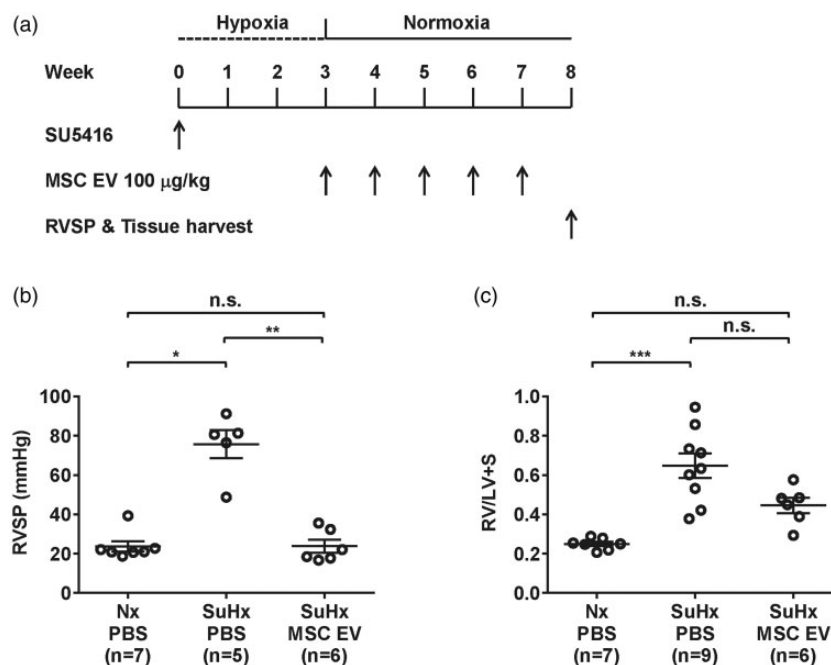 (a)
Hypoxia Normoxia
Week 0 1 2 3 4 5 6 7 8
SU5416
MSC EV 100 μg/kg
RVSP & Tissue harvest
(b)
n.s.
* **
100
80
60
40
20
0
RVSP (mmHg)
Nx SuHx SuHx
PBS PBS MSC EV
(n=7) (n=5) (n=6)
(c)
n.s.
n.s.
***
1.0
0.8
0.6
0.4
0.2
0.0
RV/LV+S
Nx SuHx SuHx
PBS PBS MSC EV
(n=7) (n=9) (n=6)